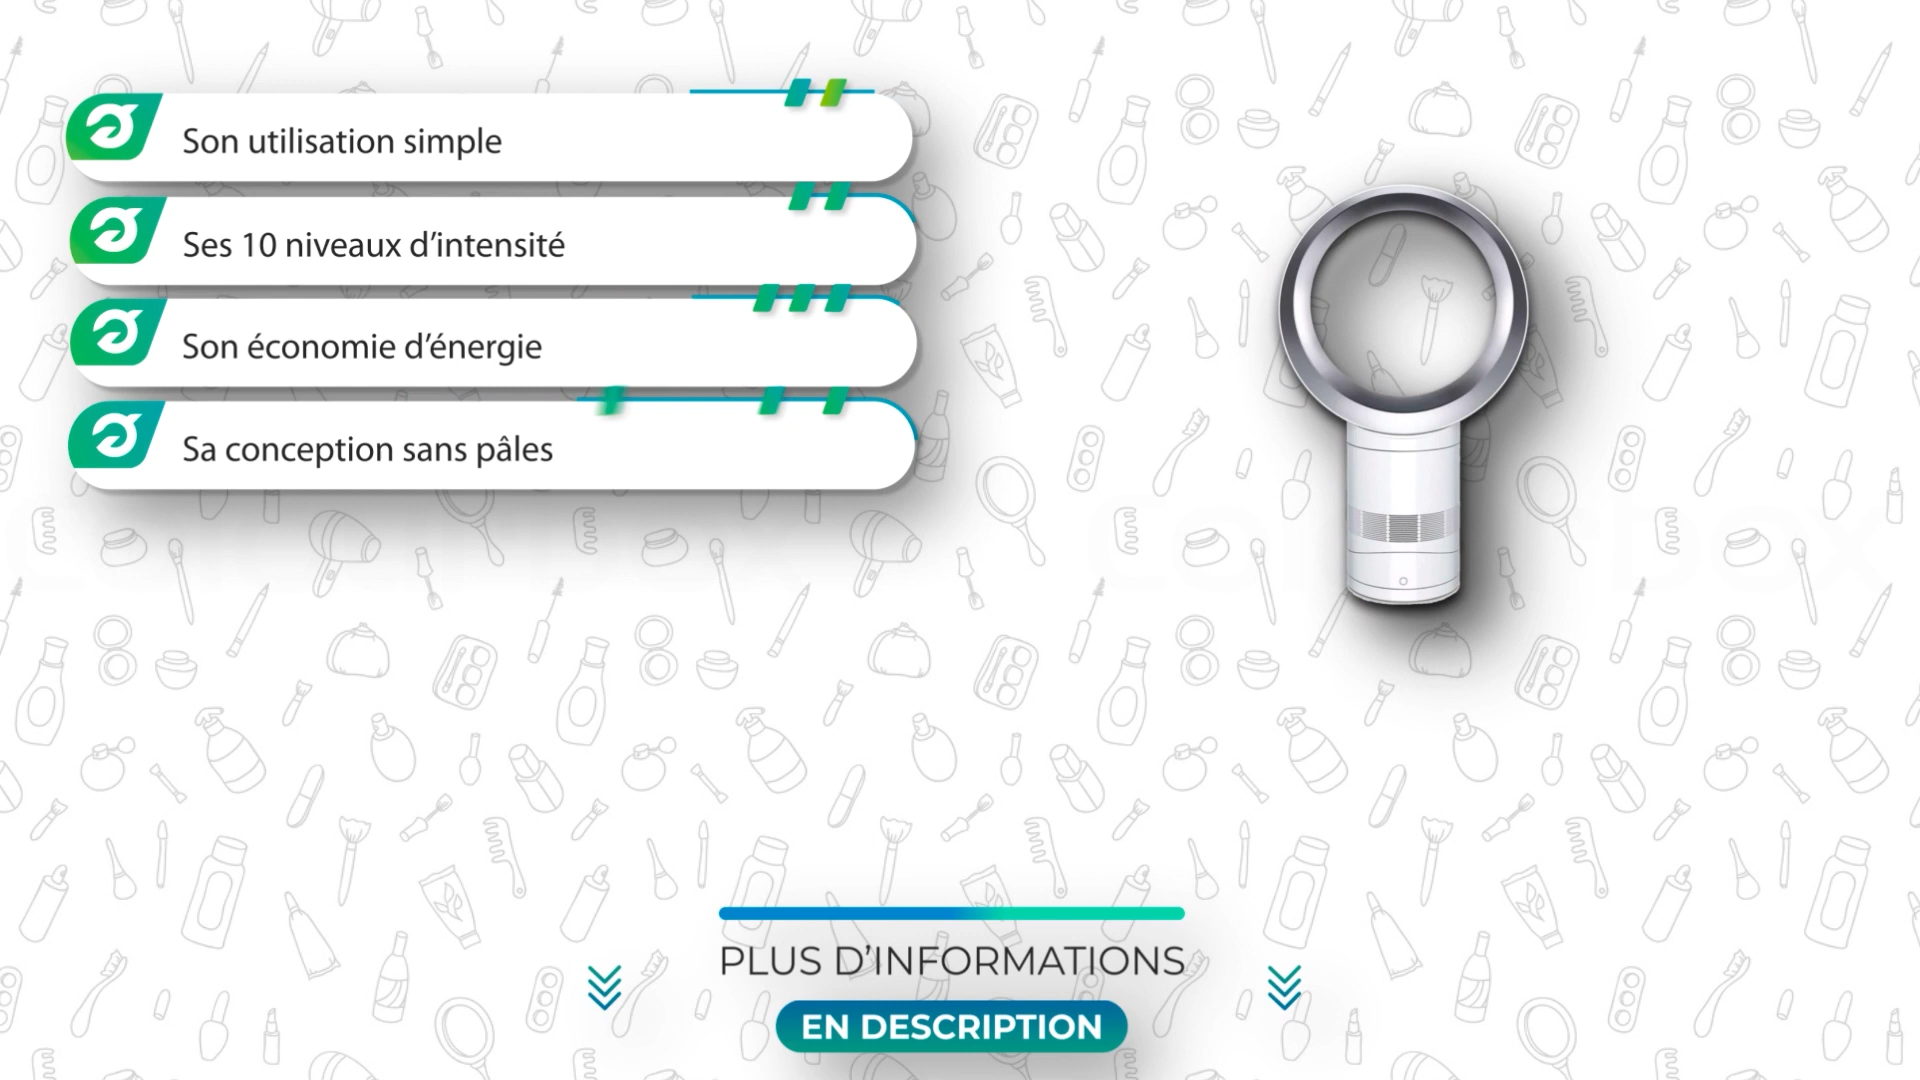 Son utilisation simple
Ses 10 niveaux d’intensité
Son économie d’énergie
Sa conception sans pâles
PLUS D’INFORMATIONS
EN DESCRIPTION